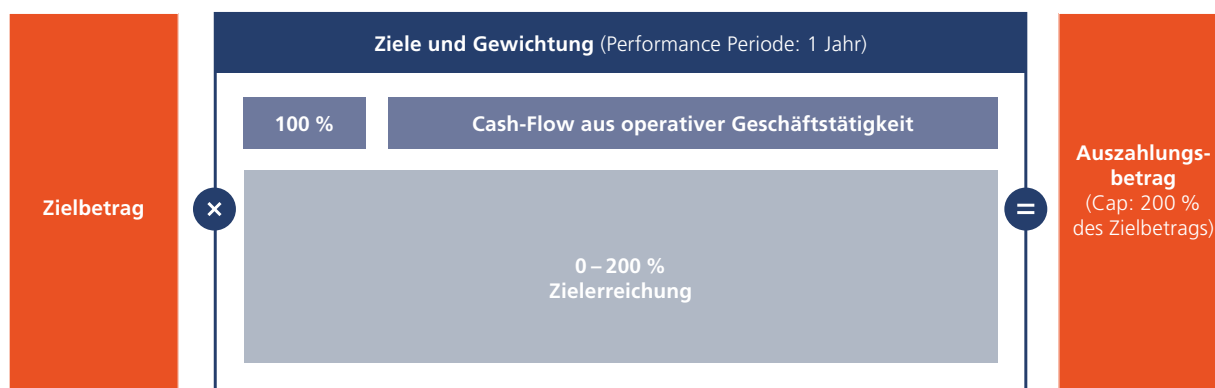 Ziele und Gewichtung (Performance Periode: 1 Jahr)
100 %
Cash-Flow aus operativer Geschäftstätigkeit
Zielbetrag
×
0 – 200 %
Zielerreichung
=
Auszahlungs-
betrag
(Cap: 200 %
des Zielbetrags)